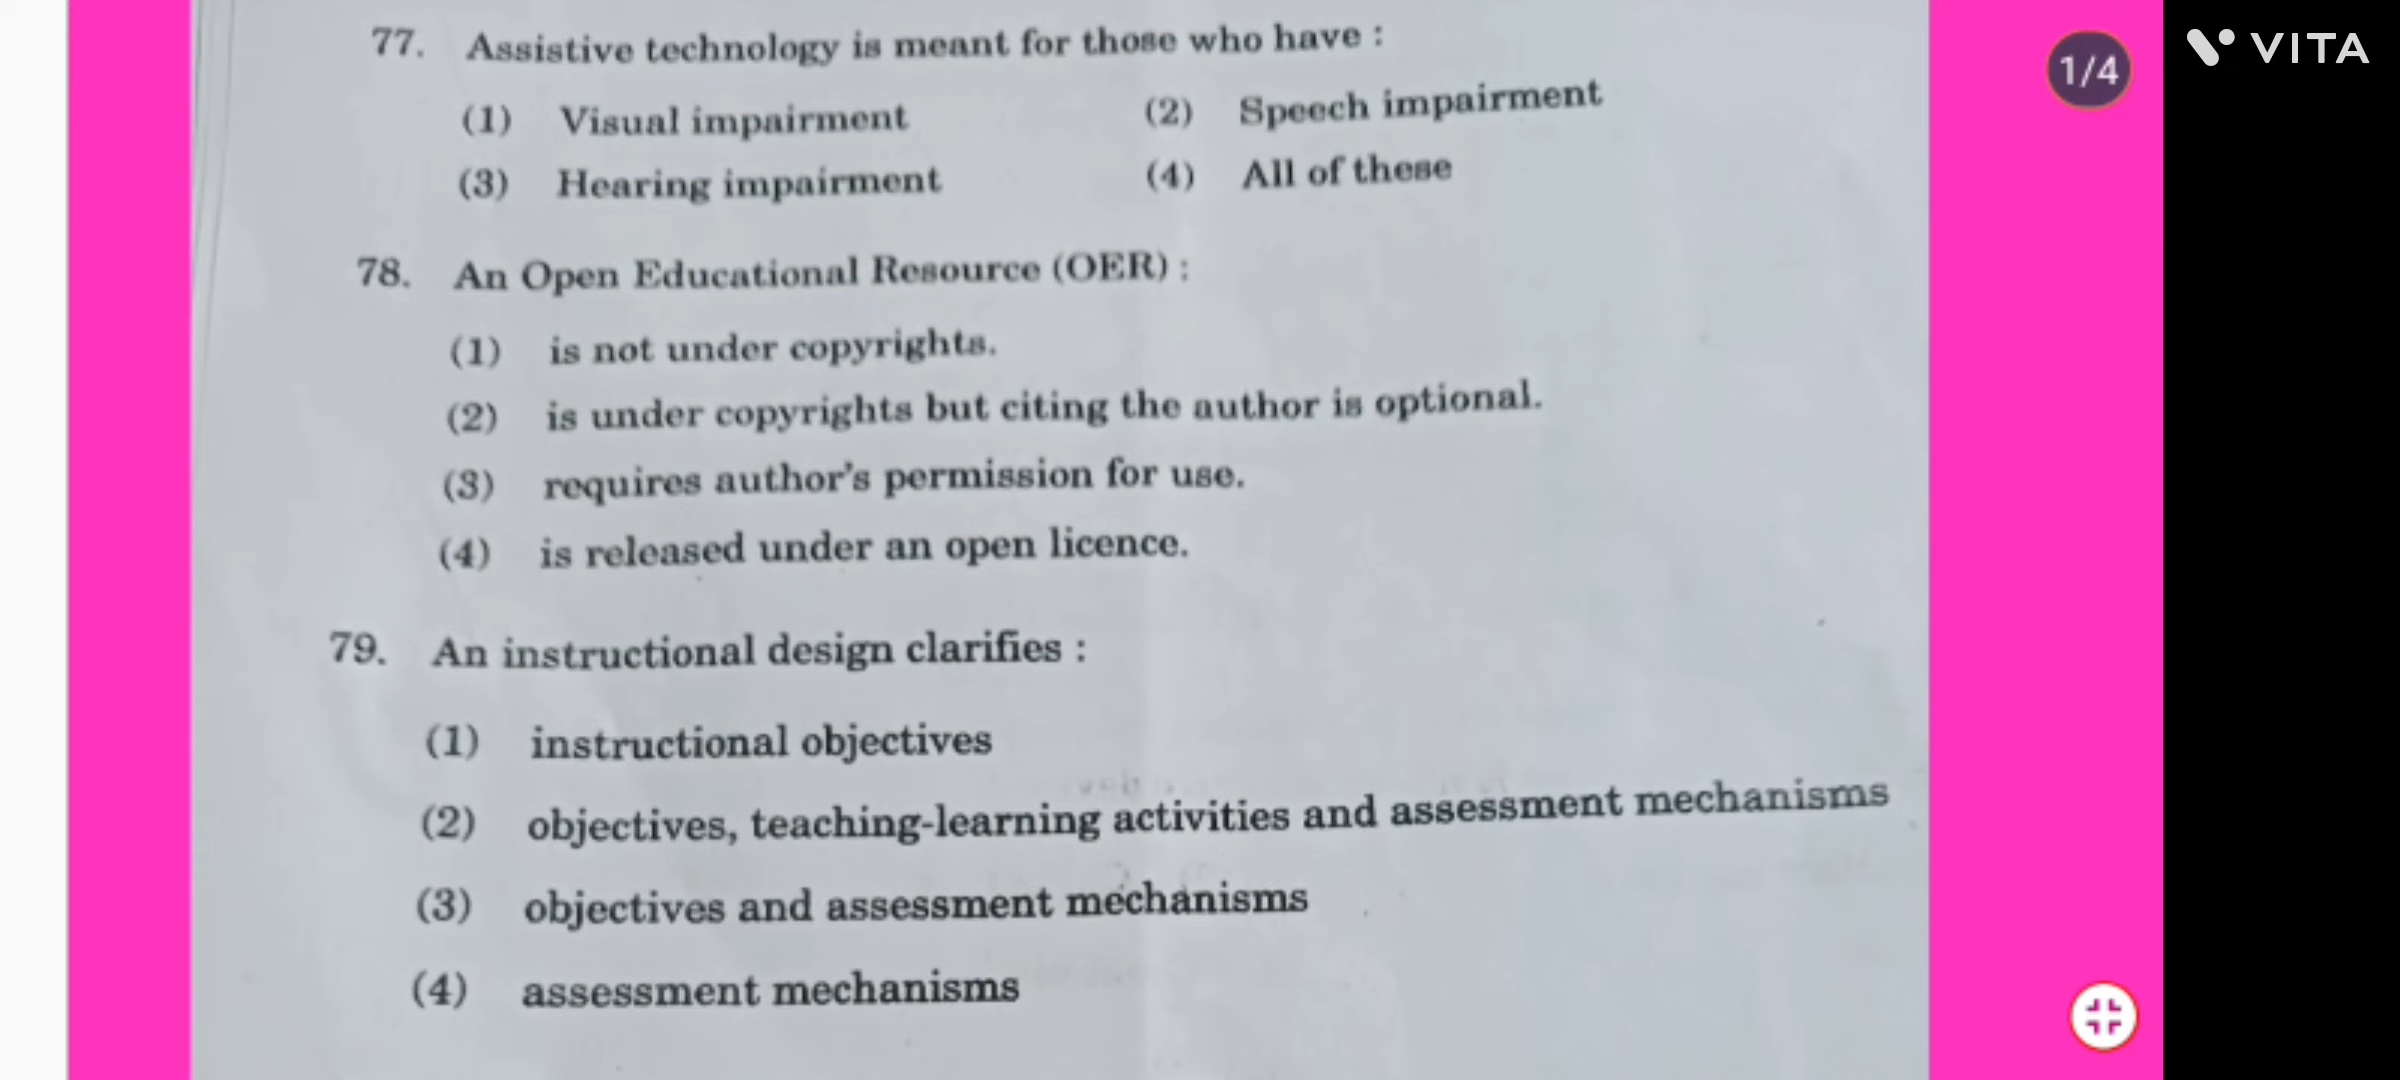 77. Assistive technology is meant for those who have :
(1) Visual impairment (2) Speech impairment
(3) Hearing impairment (4) All of these
78. An Open Educational Resource (OER) :
(1) is not under copyrights.
(2) is under copyrights but citing the author is optional.
(3) requires author's permission for use.
(4) is released under an open licence.
79. An instructional design clarifies :
(1) instructional objectives
(2) objectives, teaching-learning activities and assessment mechanisms
(3) objectives and assessment mechanisms
(4) assessment mechanisms
1/4
VITA